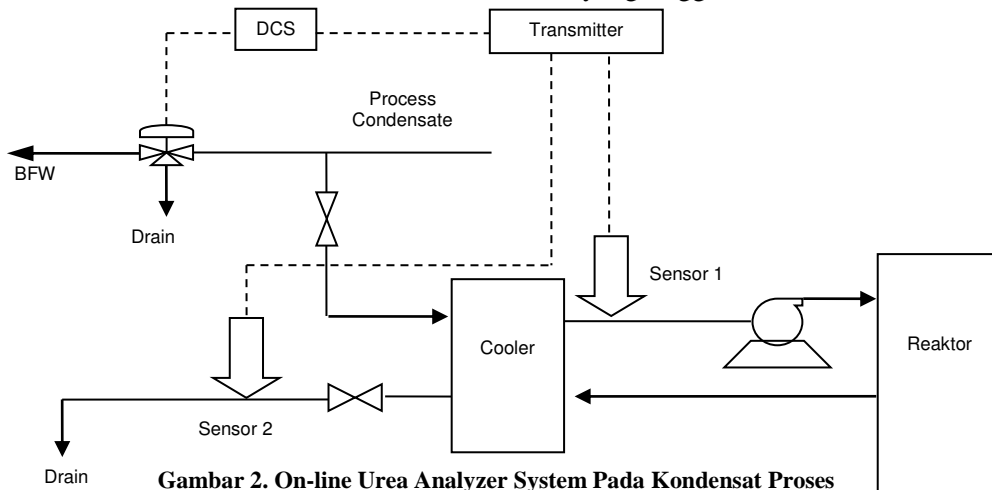 DCS
Transmitter
Process
Condensate
BFW
Drain
Sensor 1
Cooler
Reaktor
Sensor 2
Drain
Gambar 2. On-line Urea Analyzer System Pada Kondensat Proses